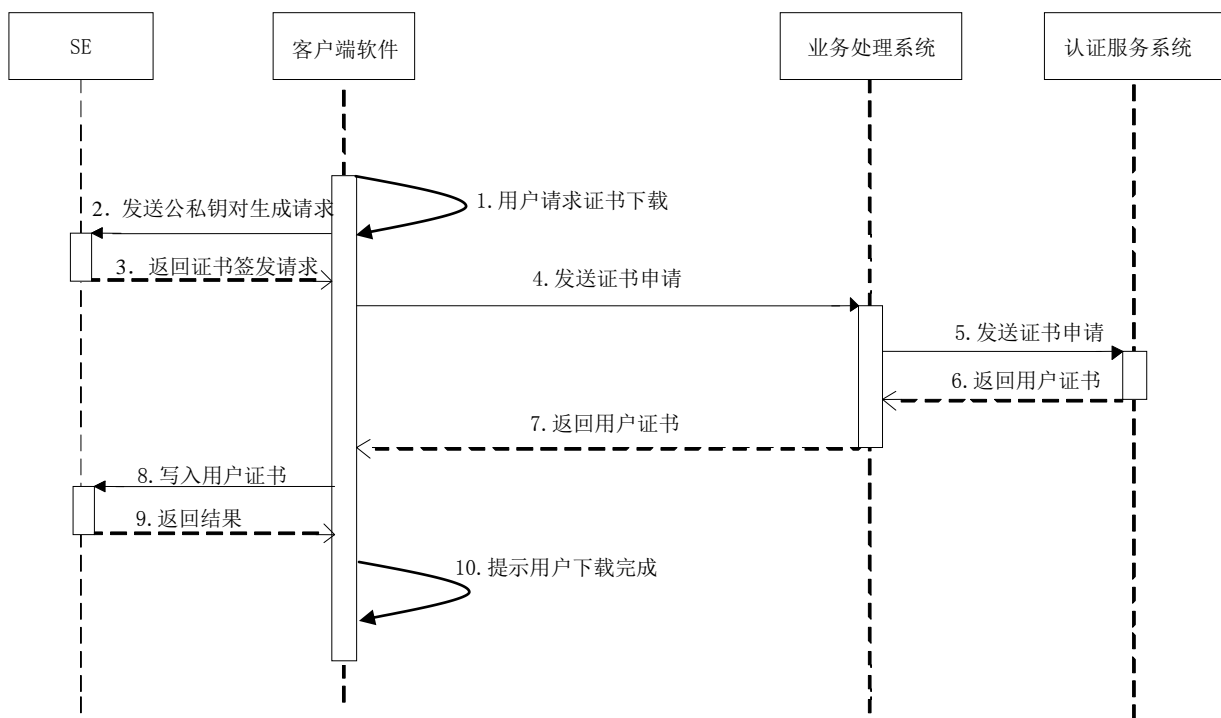 SE
客户端软件
业务处理系统
认证服务系统
1.用户请求证书下载
2. 发送公私钥对生成请求
3. 返回证书签发请求
4.发送证书申请
5.发送证书申请
6.返回用户证书
7.返回用户证书
8.写入用户证书
9.返回结果
10.提示用户下载完成